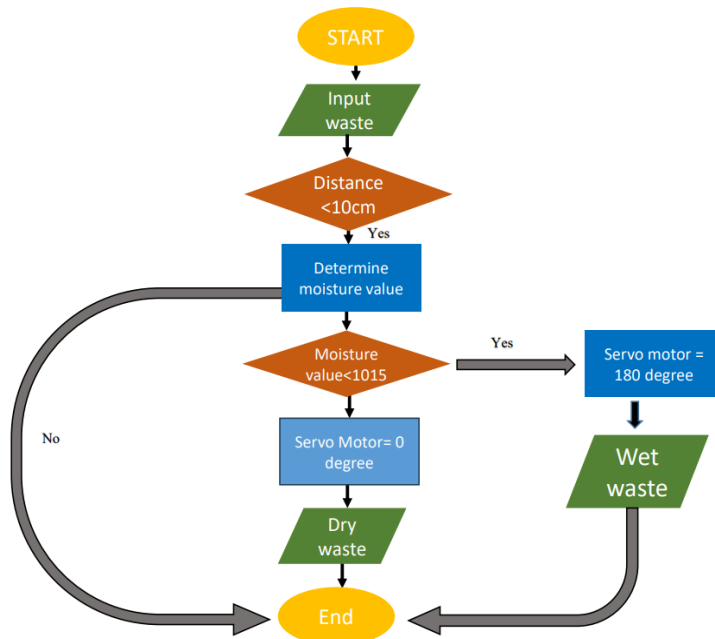 START
Input
waste
Distance
<10cm
Yes
Determine
moisture value
Moisture
value<1015
Yes
Servo motor =
180 degree
No
Servo Motor= 0
degree
Wet
waste
Dry
waste
End